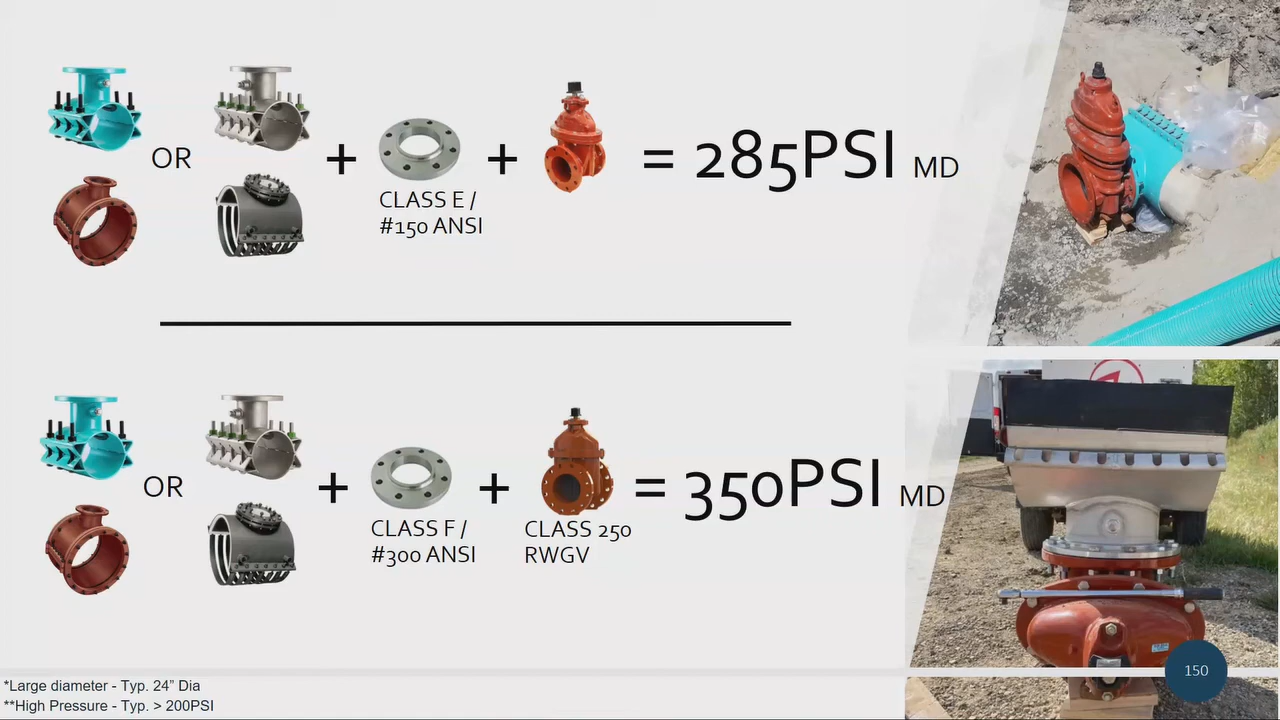 OR
+
CLASS E /
#150 ANSI
+
= 285PSI MD
OR
+
CLASS F /
#300 ANSI
+
CLASS 250
RWGV
= 350PSI MD
*Large diameter - Typ. 24” Dia
**High Pressure - Typ. > 200PSI
150